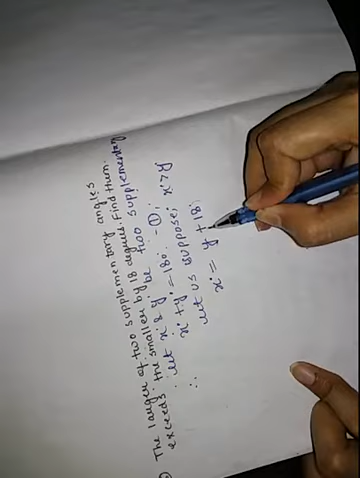 The larger of two supplementary angles
exceeds the smaller by 18 degrees. Find them.
let x & y be two supplementary
∴ x° + y° = 180. - ①;
let us suppose; x° > y
x° = y + 18.